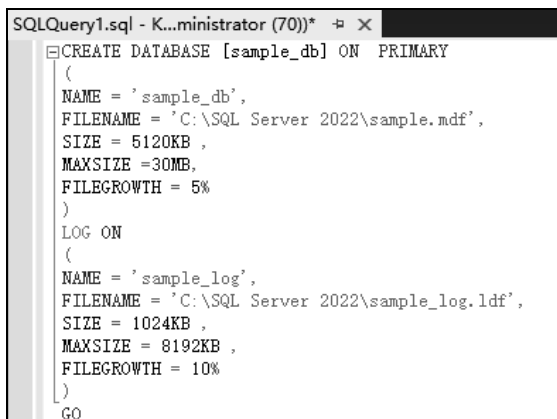 SQLQuery1.sql - K...ministrator (70))*
CREATE DATABASE [sample_db] ON  PRIMARY
(
NAME = 'sample_db',
FILENAME = 'C:\SQL Server 2022\sample.mdf',
SIZE = 5120KB ,
MAXSIZE =30MB,
FILEGROWTH = 5%
)
LOG ON
(
NAME = 'sample_log',
FILENAME = 'C:\SQL Server 2022\sample_log.ldf',
SIZE = 1024KB ,
MAXSIZE = 8192KB ,
FILEGROWTH = 10%
)
GO